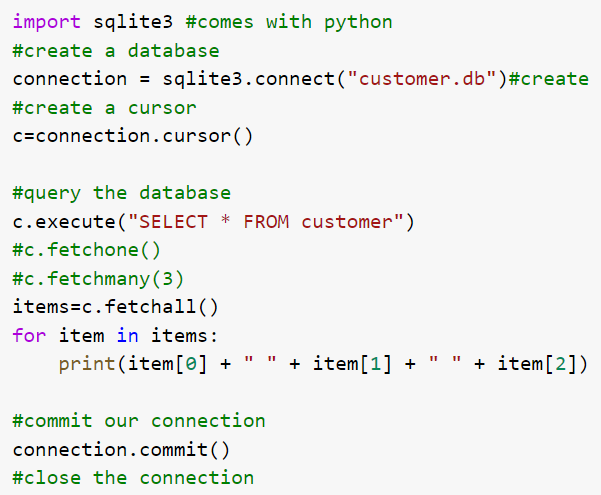 import sqlite3 #comes with python
#create a database
connection = sqlite3.connect("customer.db")#create
#create a cursor
c=connection.cursor()

#query the database
c.execute("SELECT * FROM customer")
#c.fetchone()
#c.fetchmany(3)
items=c.fetchall()
for item in items:
    print(item[0] + " " + item[1] + " " + item[2])

#commit our connection
connection.commit()
#close the connection